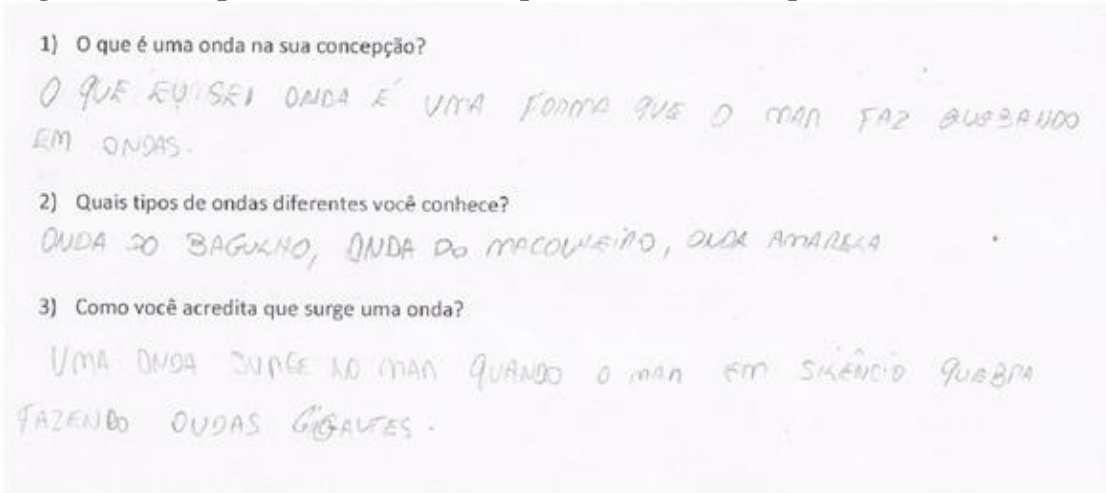 1) O que é uma onda na sua concepção?
O QUE EU SEI ONDA É UMA FORMA QUE O MAR FAZ QUEBRANDO
EM ONDAS.
2) Quais tipos de ondas diferentes você conhece?
ONDA DO BAGULHO, ONDA DO MACONHEIRO, ONDA AMARELA
3) Como você acredita que surge uma onda?
UMA ONDA SURGE NO MAR QUANDO O MAR EM SILÊNCIO QUEBRA
FAZENDO ONDAS GIGANTES.